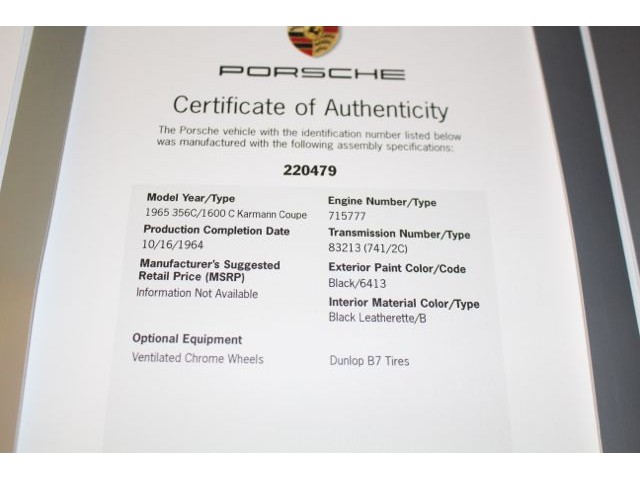 PORSCHE
Certificate of Authenticity
The Porsche vehicle with the identification number listed below
was manufactured with the following assembly specifications:
220479
Model Year/Type
1965 356C/1600 C Karmann Coupe
Production Completion Date
10/16/1964
Manufacturer's Suggested
Retail Price (MSRP)
Information Not Available
Engine Number/Type
715777
Transmission Number/Type
83213 (741/2C)
Exterior Paint Color/Code
Black/6413
Interior Material Color/Type
Black Leatherette/B
Optional Equipment
Ventilated Chrome Wheels
Dunlop B7 Tires